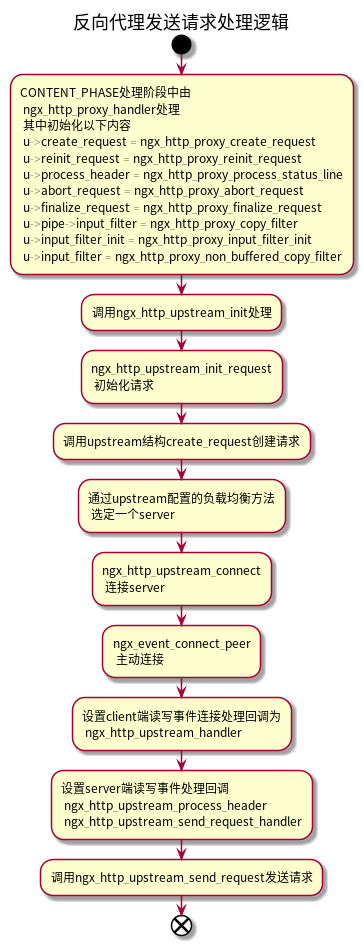 反向代理发送请求处理逻辑
CONTENT_PHASE处理阶段中由
ngx_http_proxy_handler处理
其中初始化以下内容
u->create_request = ngx_http_proxy_create_request
u->reinit_request = ngx_http_proxy_reinit_request
u->process_header = ngx_http_proxy_process_status_line
u->abort_request = ngx_http_proxy_abort_request
u->finalize_request = ngx_http_proxy_finalize_request
u->pipe->input_filter = ngx_http_proxy_copy_filter
u->input_filter_init = ngx_http_proxy_input_filter_init
u->input_filter = ngx_http_proxy_non_buffered_copy_filter
调用ngx_http_upstream_init处理
ngx_http_upstream_init_request
初始化请求
调用upstream结构create_request创建请求
通过upstream配置的负载均衡方法
选定一个server
ngx_http_upstream_connect
连接server
ngx_event_connect_peer
主动连接
设置client端读写事件连接处理回调为
ngx_http_upstream_handler
设置server端读写事件处理回调
ngx_http_upstream_process_header
ngx_http_upstream_send_request_handler
调用ngx_http_upstream_send_request发送请求